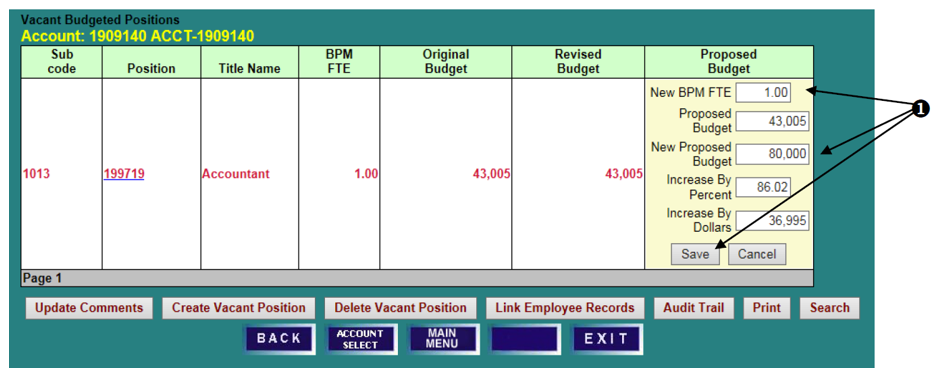 Vacant Budgeted Positions
Account: 1909140 ACCT-1909140
Sub code Position Title Name BPM FTE Original Budget Revised Budget Proposed Budget
New BPM FTE 1.00
Proposed Budget 43,005
New Proposed Budget 80,000
1013 199719 Accountant 1.00 43,005 43,005
Increase By Percent 86.02
Increase By Dollars 36,995
Save Cancel
Page 1
Update Comments Create Vacant Position Delete Vacant Position Link Employee Records Audit Trail Print Search
BACK ACCOUNT SELECT MAIN MENU EXIT
❶